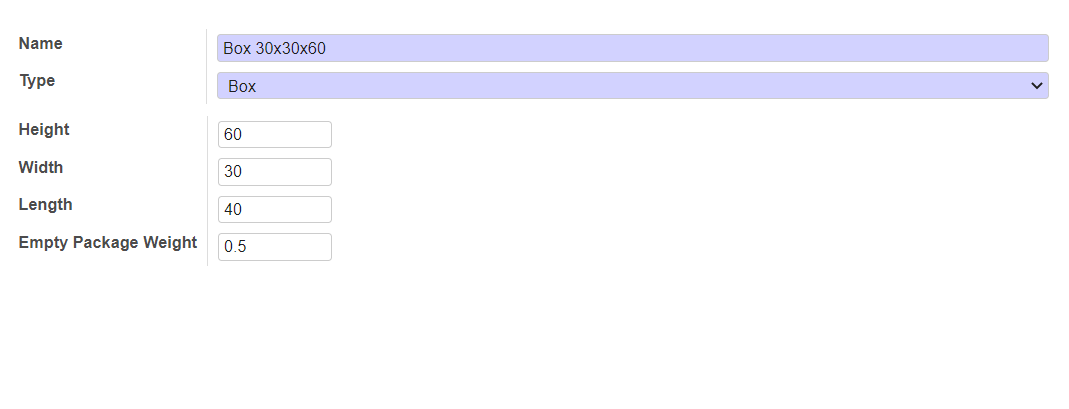 Name Box 30x30x60
Type Box
Height 60
Width 30
Length 40
Empty Package Weight 0.5